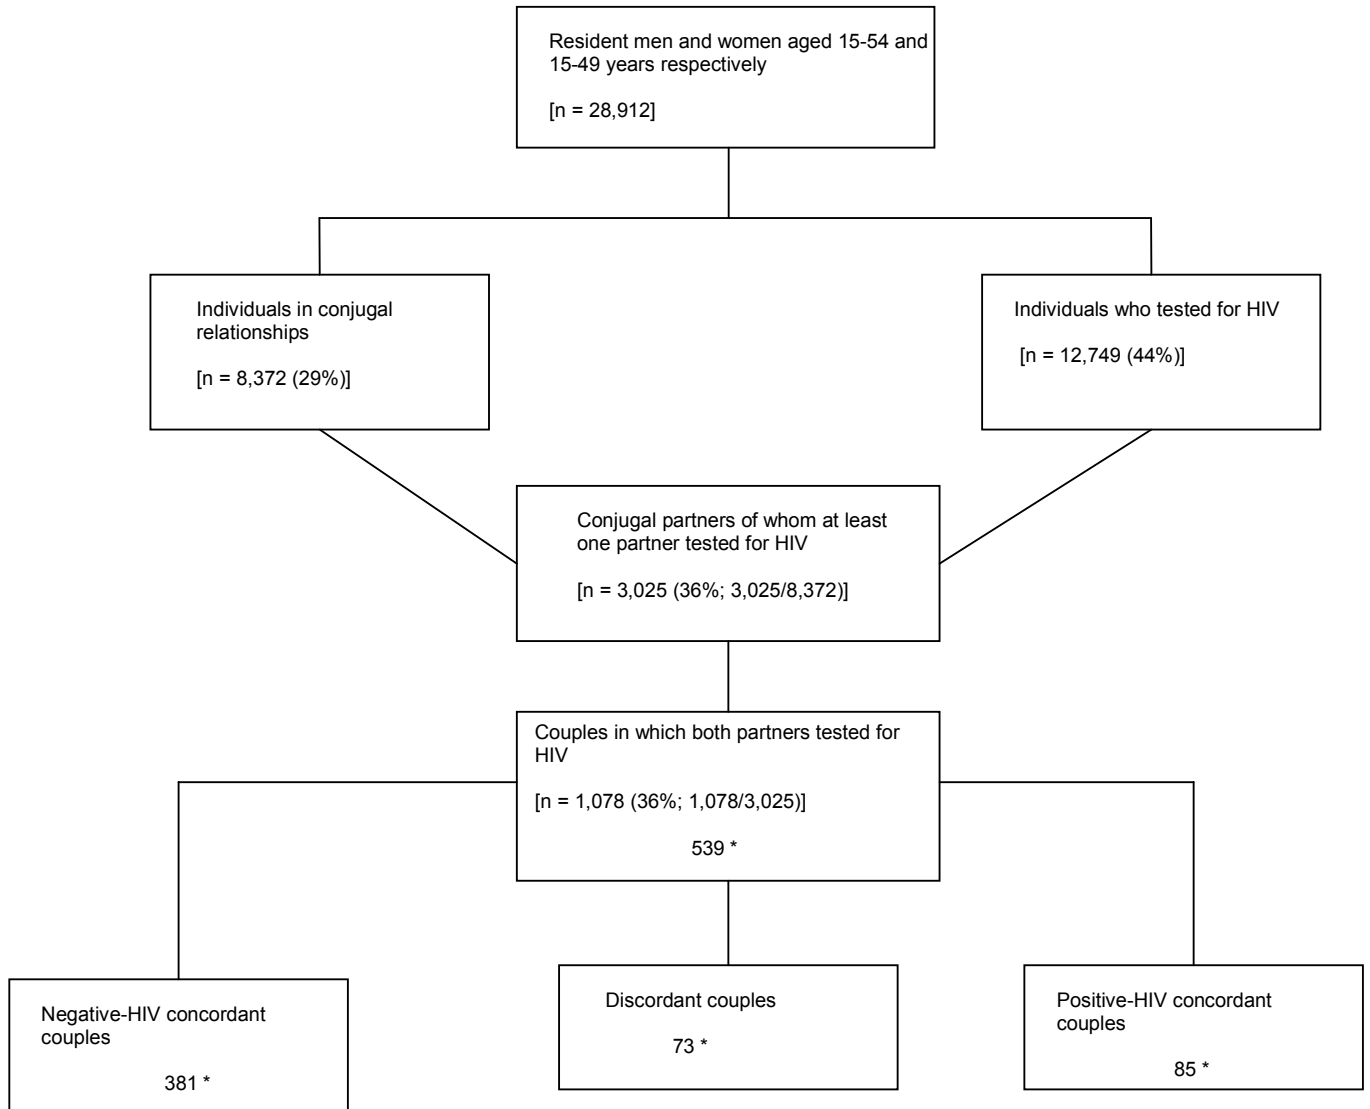 Resident men and women aged 15-54 and
15-49 years respectively
[n = 28,912]
Individuals in conjugal
relationships
[n = 8,372 (29%)]
Individuals who tested for HIV
[n = 12,749 (44%)]
Conjugal partners of whom at least
one partner tested for HIV
[n = 3,025 (36%; 3,025/8,372)]
Couples in which both partners tested for
HIV
[n = 1,078 (36%; 1,078/3,025)]
539 *
Negative-HIV concordant
couples
381 *
Discordant couples
73 *
Positive-HIV concordant
couples
85 *